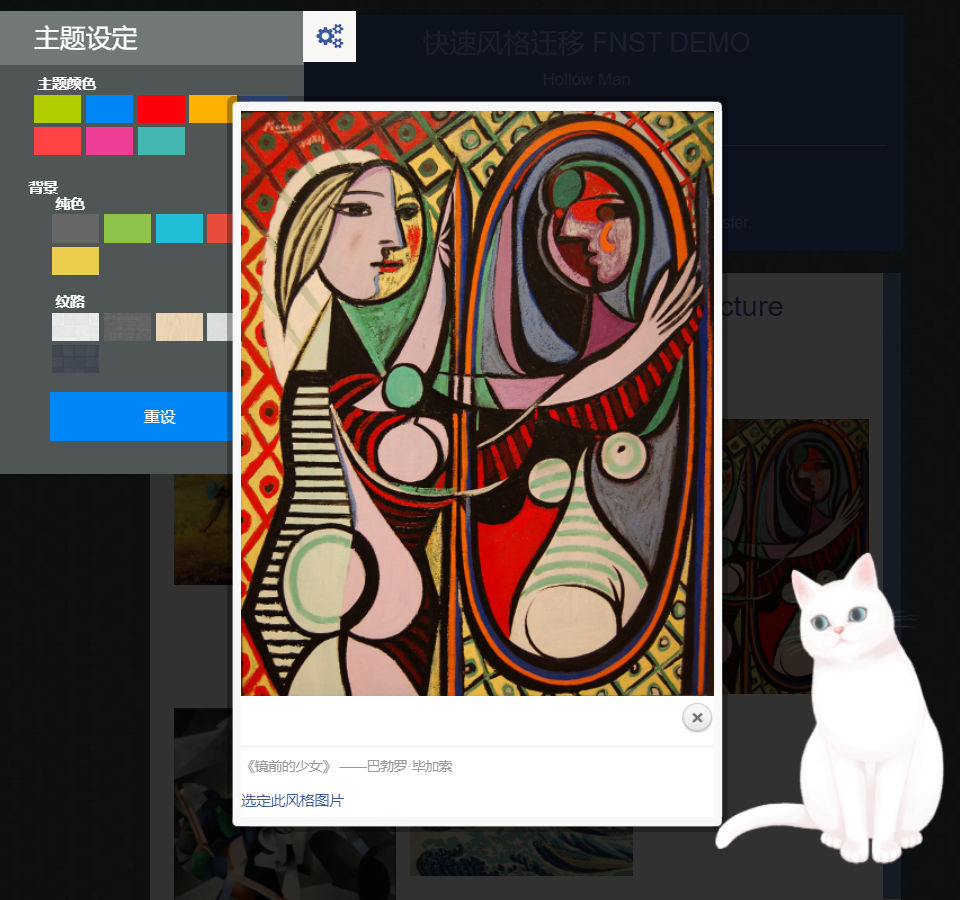 主题设定
快速风格迁移 FNST DEMO
Hollow Man
主题颜色
Picasso
背景
纯色
sfer
cture
纹路
重设
《镜前的少女》 ——巴勃罗·毕加索
选定此风格图片